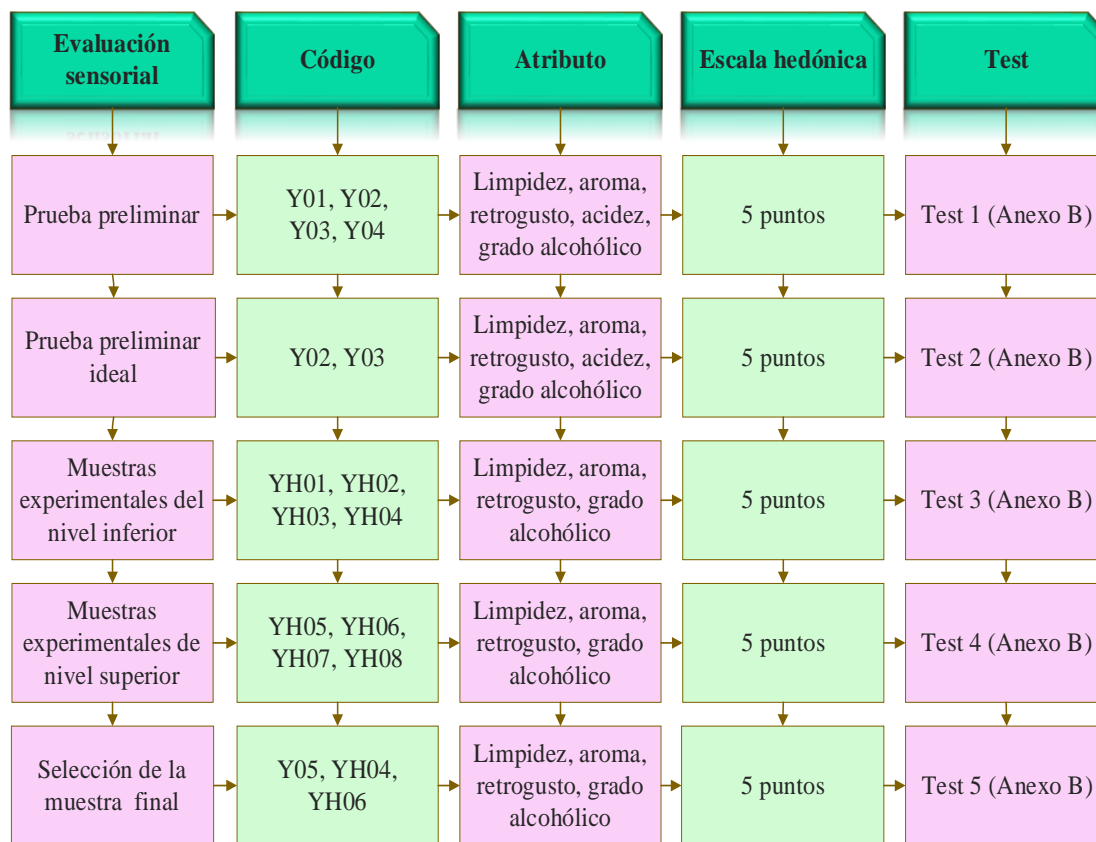 Evaluación
sensorial
Código
Atributo
Escala hedónica
Test
Prueba preliminar
Y01, Y02,
Y03, Y04
Limpidez, aroma,
retrogusto, acidez,
grado alcohólico
5 puntos
Test 1 (Anexo B)
Prueba preliminar
ideal
Y02, Y03
Limpidez, aroma,
retrogusto, acidez,
grado alcohólico
5 puntos
Test 2 (Anexo B)
Muestras
experimentales del
nivel inferior
YH01, YH02,
YH03, YH04
Limpidez, aroma,
retrogusto, grado
alcohólico
5 puntos
Test 3 (Anexo B)
Muestras
experimentales de
nivel superior
YH05, YH06,
YH07, YH08
Limpidez, aroma,
retrogusto, grado
alcohólico
5 puntos
Test 4 (Anexo B)
Selección de la
muestra final
Y05, YH04,
YH06
Limpidez, aroma,
retrogusto, grado
alcohólico
5 puntos
Test 5 (Anexo B)